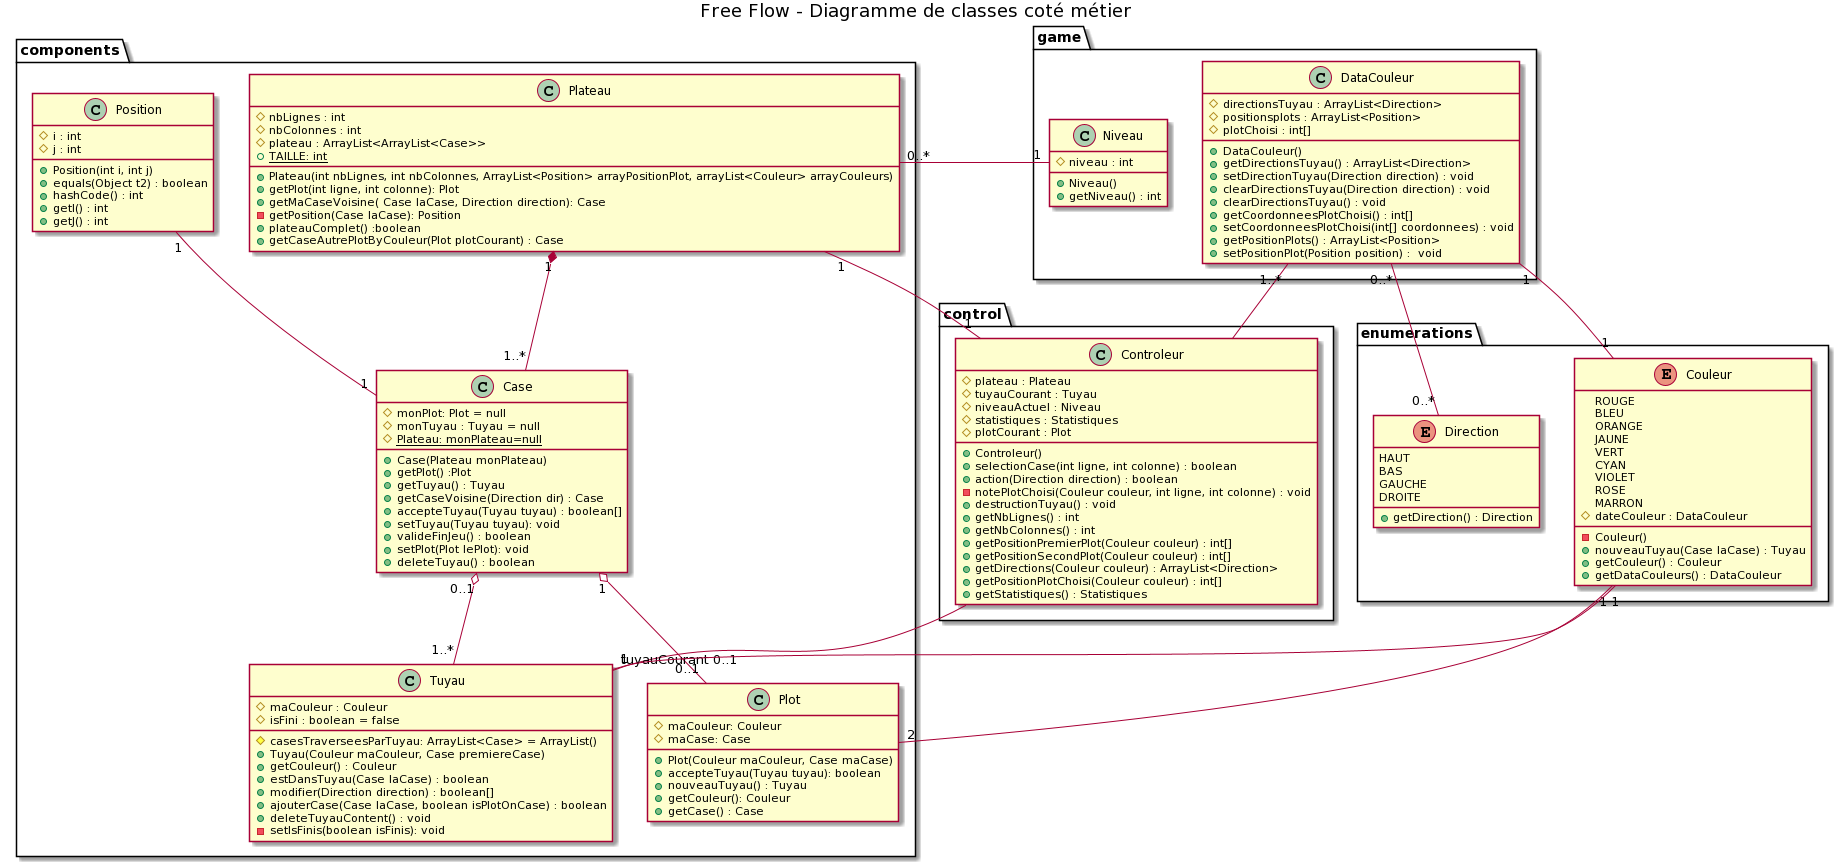 Free Flow - Diagramme de classes coté métier
components
C Position
i : int
j : int
Position(int i, int j)
equals(Object t2) : boolean
hashCode() : int
getI() : int
getJ() : int
C Plateau
nbLignes : int
nbColonnes : int
plateau : ArrayList<ArrayList<Case>>
TAILLE: int
Plateau(int nbLignes, int nbColonnes, ArrayList<Position> arrayPositionPlot, arrayList<Couleur> arrayCouleurs)
getPlot(int ligne, int colonne): Plot
getMaCaseVoisine( Case laCase, Direction direction): Case
getPosition(Case laCase): Position
plateauComplet() :boolean
getCaseAutrePlotByCouleur(Plot plotCourant) : Case
0..*
1
game
C Niveau
niveau : int
Niveau()
getNiveau() : int
C DataCouleur
directionsTuyau : ArrayList<Direction>
positionsplots : ArrayList<Position>
plotChoisi : int[]
DataCouleur()
getDirectionsTuyau() : ArrayList<Direction>
setDirectionTuyau(Direction direction) : void
clearDirectionsTuyau(Direction direction) : void
clearDirectionsTuyau() : void
getCoordonneesPlotChoisi() : int[]
setCoordonneesPlotChoisi(int[] coordonnees) : void
getPositionPlots() : ArrayList<Position>
setPositionPlot(Position position) :  void
1
1
1
1..*
0..*
1
control
1
C Controleur
plateau : Plateau
tuyauCourant : Tuyau
niveauActuel : Niveau
statistiques : Statistiques
plotCourant : Plot
Controleur()
selectionCase(int ligne, int colonne) : boolean
action(Direction direction) : boolean
notePlotChoisi(Couleur couleur, int ligne, int colonne) : void
destructionTuyau() : void
getNbLignes() : int
getNbColonnes() : int
getPositionPremierPlot(Couleur couleur) : int[]
getPositionSecondPlot(Couleur couleur) : int[]
getDirections(Couleur couleur) : ArrayList<Direction>
getPositionPlotChoisi(Couleur couleur) : int[]
getStatistiques() : Statistiques
enumerations
1
0..*
E Direction
HAUT
BAS
GAUCHE
DROITE
getDirection() : Direction
E Couleur
ROUGE
BLEU
ORANGE
JAUNE
VERT
CYAN
VIOLET
ROSE
MARRON
dateCouleur : DataCouleur
Couleur()
nouveauTuyau(Case laCase) : Tuyau
getCouleur() : Couleur
getDataCouleurs() : DataCouleur
1..*
1
C Case
monPlot: Plot = null
monTuyau : Tuyau = null
Plateau: monPlateau=null
Case(Plateau monPlateau)
getPlot() :Plot
getTuyau() : Tuyau
getCaseVoisine(Direction dir) : Case
accepteTuyau(Tuyau tuyau) : boolean[]
setTuyau(Tuyau tuyau): void
valideFinJeu() : boolean
setPlot(Plot lePlot): void
deleteTuyau() : boolean
0..1
1
1
1
1..*
1
tuyauCourant 0..1
0..1
C Tuyau
maCouleur : Couleur
isFini : boolean = false
casesTraverseesParTuyau: ArrayList<Case> = ArrayList()
Tuyau(Couleur maCouleur, Case premiereCase)
getCouleur() : Couleur
estDansTuyau(Case laCase) : boolean
modifier(Direction direction) : boolean[]
ajouterCase(Case laCase, boolean isPlotOnCase) : boolean
deleteTuyauContent() : void
setIsFinis(boolean isFinis): void
C Plot
maCouleur: Couleur
maCase: Case
Plot(Couleur maCouleur, Case maCase)
accepteTuyau(Tuyau tuyau): boolean
nouveauTuyau() : Tuyau
getCouleur(): Couleur
getCase() : Case
2